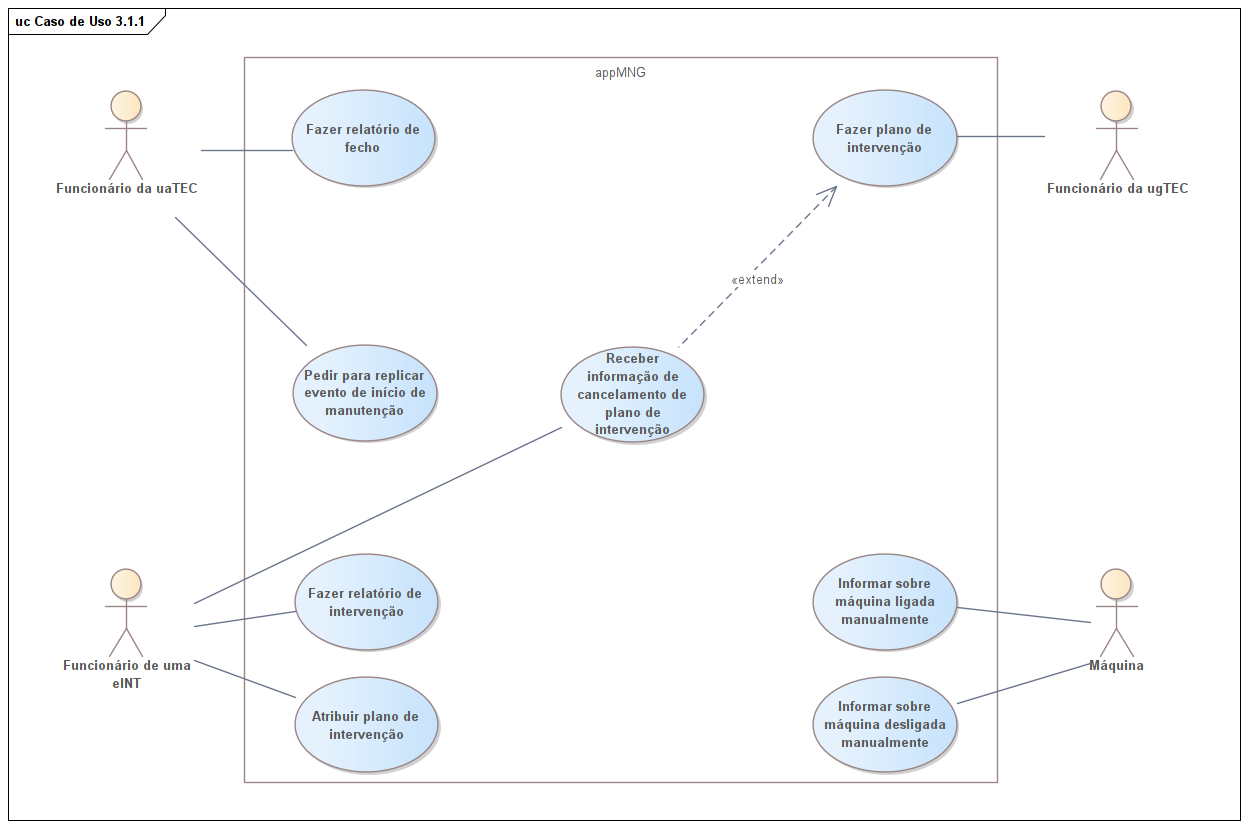 uc Caso de Uso 3.1.1
appMNG
Fazer relatório de
fecho
Fazer plano de
intervenção
Funcionário da uaTEC
Funcionário da ugTEC
«extend»
Pedir para replicar
evento de início de
manutenção
Receber
informação de
cancelamento de
plano de
intervenção
Fazer relatório de
intervenção
Informar sobre
máquina ligada
manualmente
Funcionário de uma
eINT
Máquina
Atribuir plano de
intervenção
Informar sobre
máquina desligada
manualmente